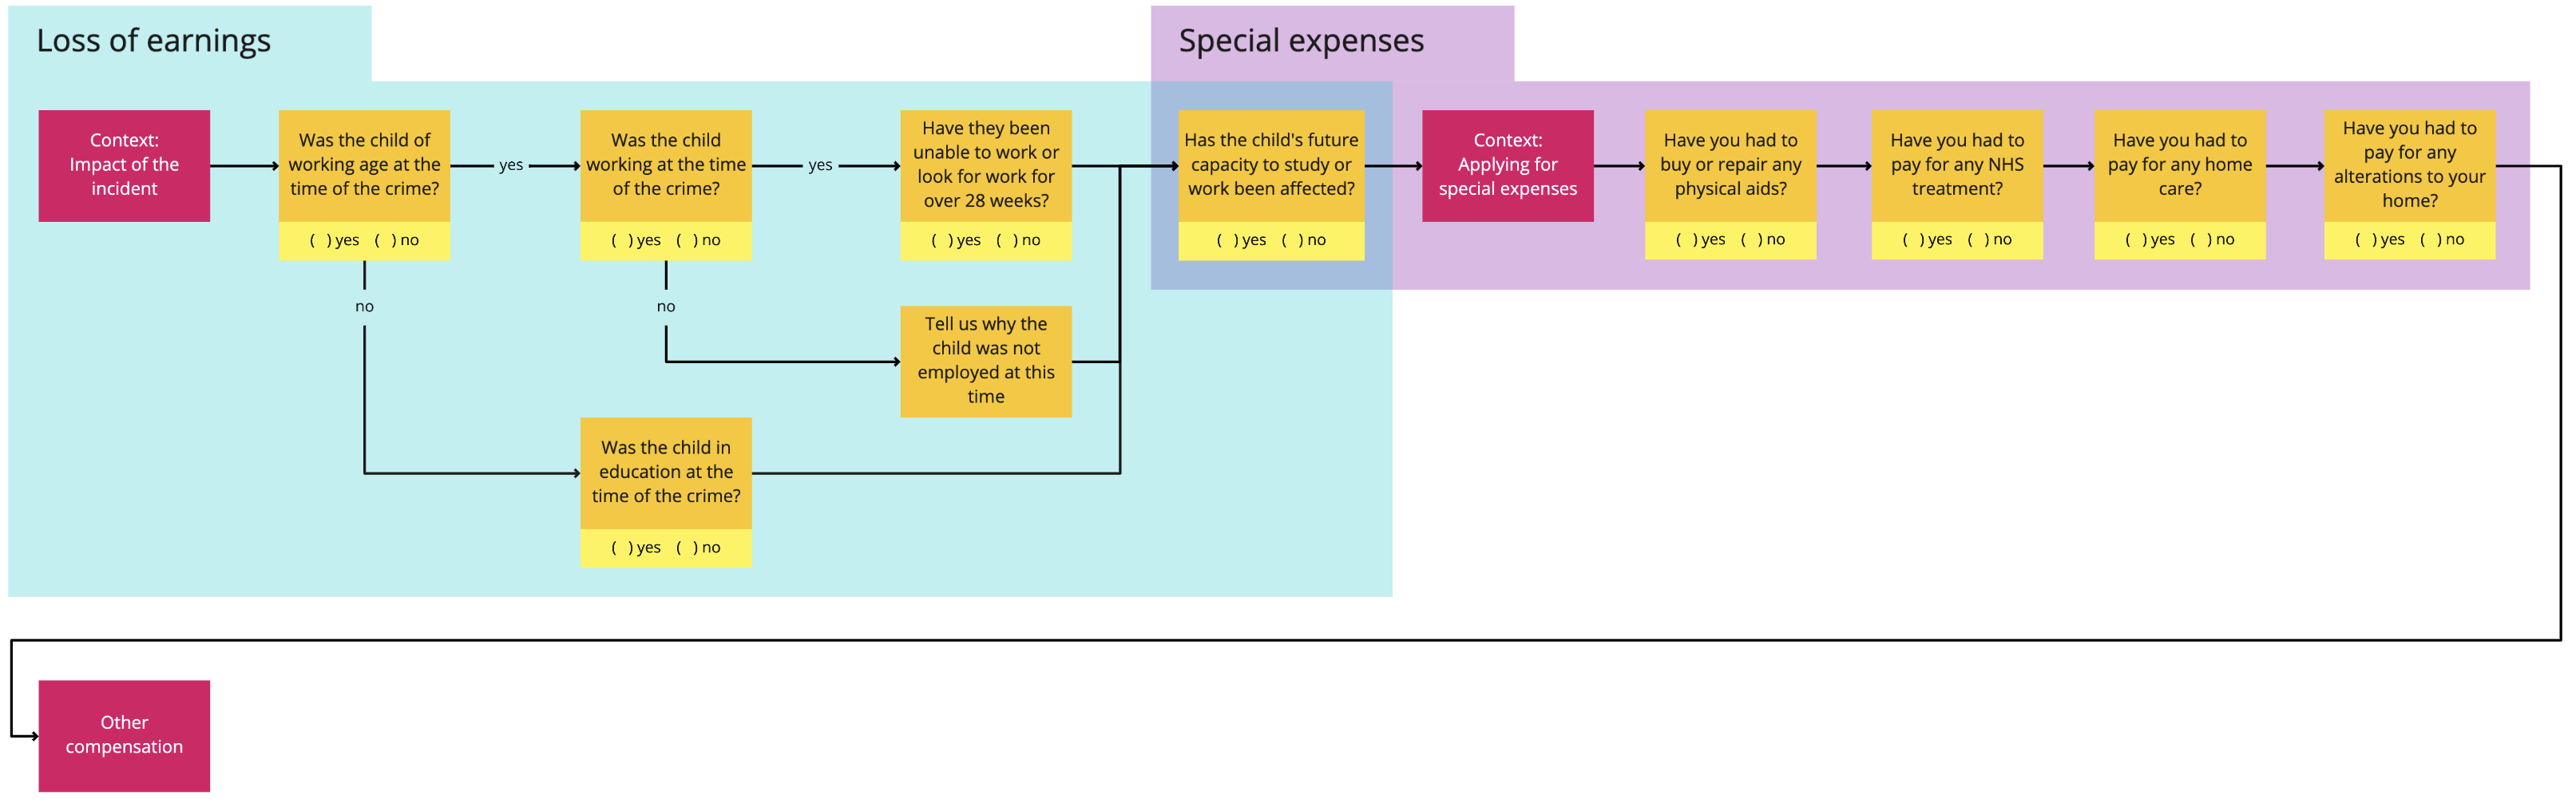 Loss of earnings
Special expenses
Context:
Impact of the
incident
Was the child of
working age at the
time of the crime?
( ) yes ( ) no
yes
no
Was the child
working at the time
of the crime?
( ) yes ( ) no
yes
no
Have they been
unable to work or
look for work for
over 28 weeks?
( ) yes ( ) no
Tell us why the
child was not
employed at this
time
Was the child in
education at the
time of the crime?
( ) yes ( ) no
Has the child's future
capacity to study or
work been affected?
( ) yes ( ) no
Context:
Applying for
special expenses
Have you had to
buy or repair any
physical aids?
( ) yes ( ) no
Have you had to
pay for any NHS
treatment?
( ) yes ( ) no
Have you had to
pay for any home
care?
( ) yes ( ) no
Have you had to
pay for any
alterations to your
home?
( ) yes ( ) no
Other
compensation